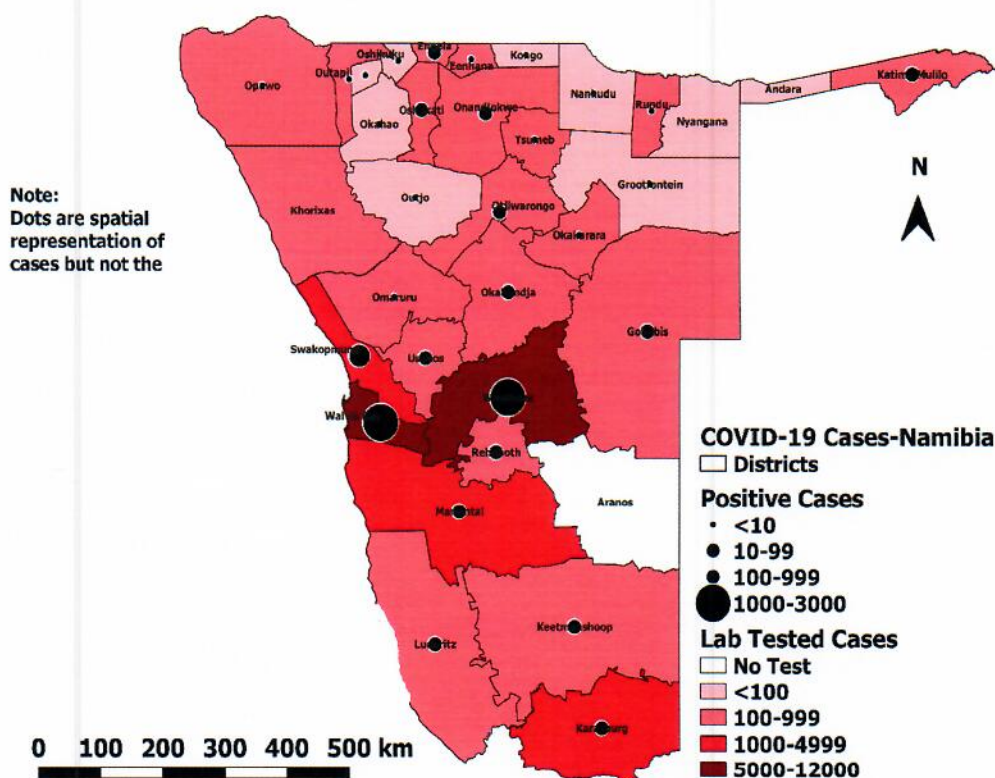 Oshikuku
Engela
Eenhana
Kongo
Opuwo
Outapi
Oshakati
Onandjokwe
Nankudu
Rundu
Andara
Katima Mulilo
Nyangana
Okahao
Tsumeb
N
Note:
Dots are spatial
representation of
cases but not the
Khorixas
Outjo
Grootfontein
Otjiwarongo
Okakarara
Omaruru
Okahandja
Gobabis
Swakopmund
Usakos
Rehoboth
COVID-19 Cases-Namibia
Districts
Aranos
Positive Cases
Mariental
<10
10-99
100-999
1000-3000
Keetmanshoop
Luderitz
Lab Tested Cases
No Test
<100
100-999
Karasburg
1000-4999
0 100 200 300 400 500 km
5000-12000